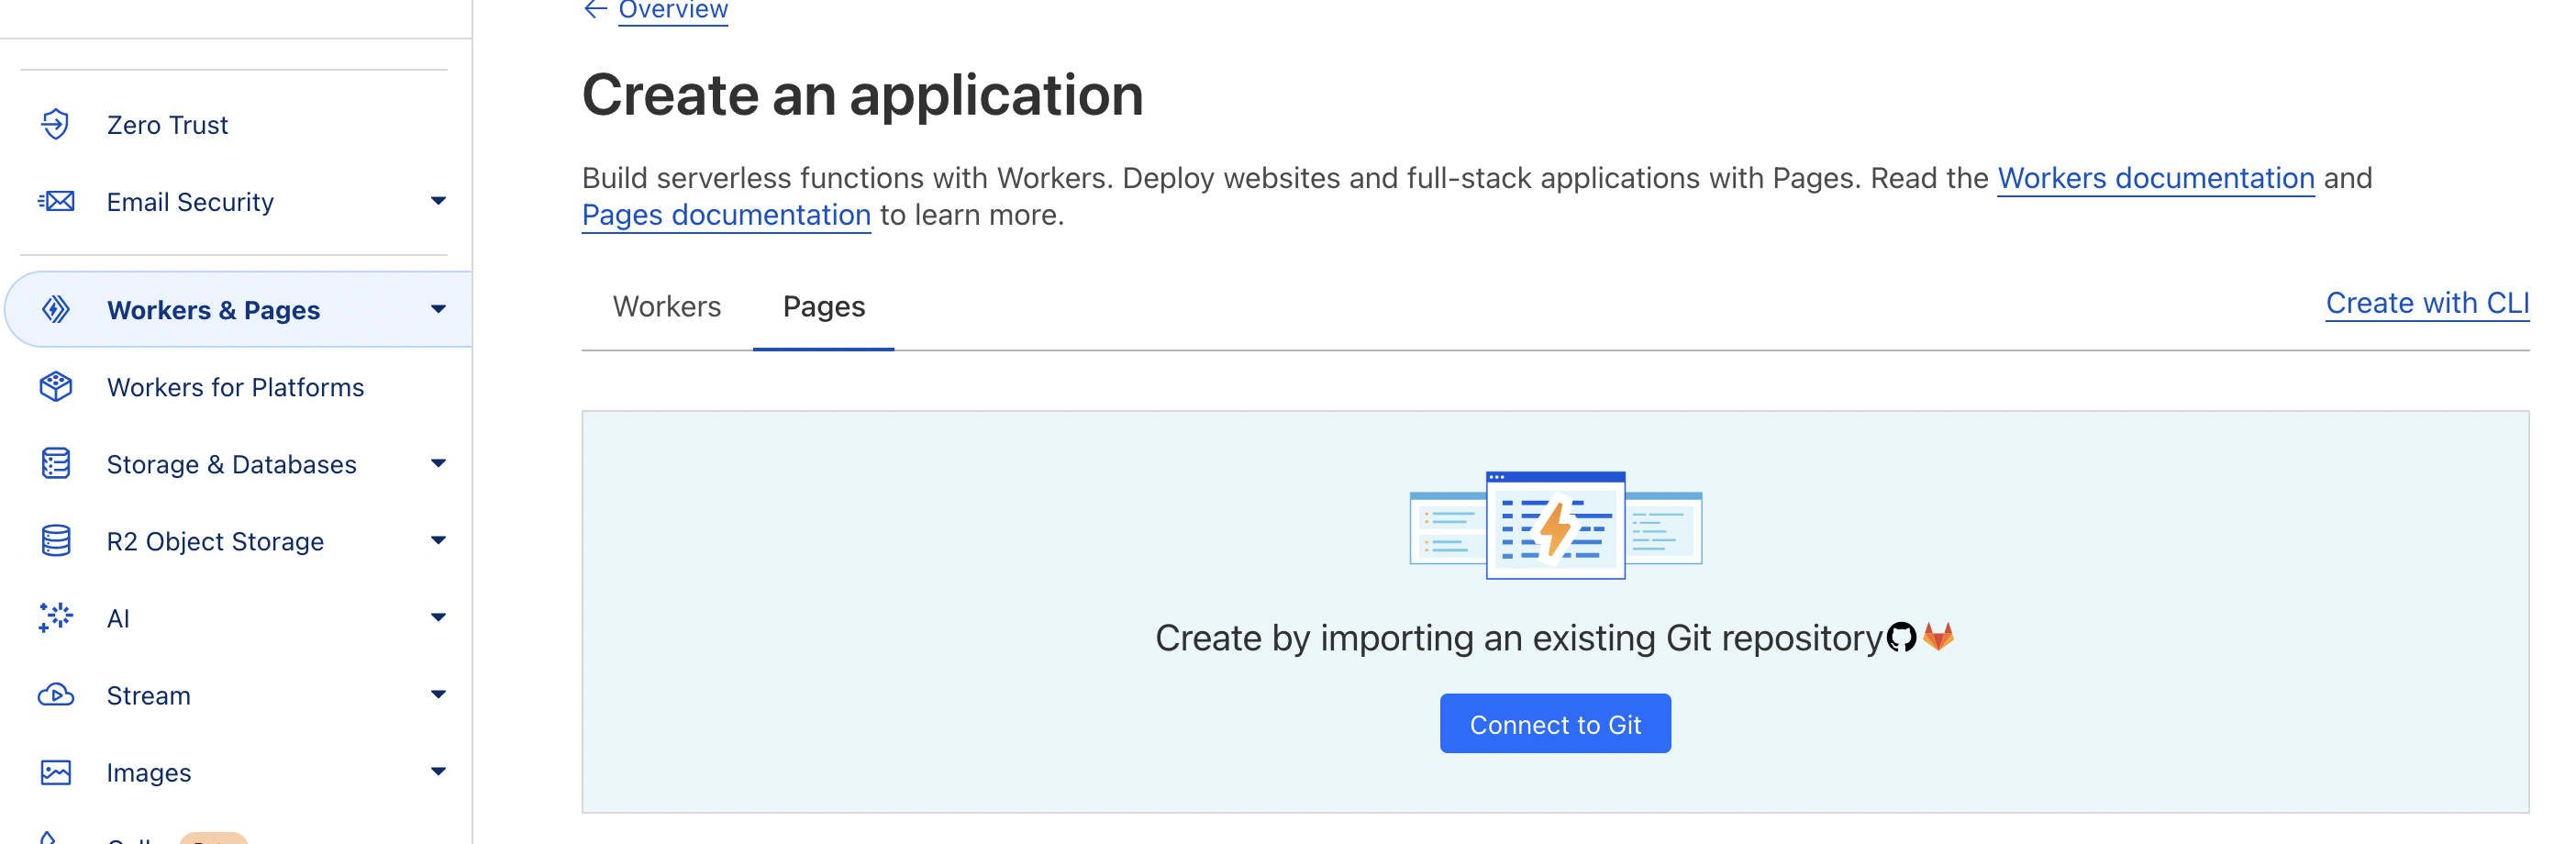 Overview
Create an application
Build serverless functions with Workers. Deploy websites and full-stack applications with Pages. Read the Workers documentation and
Pages documentation to learn more.
Workers
Pages
Create with CLI
Create by importing an existing Git repository
Connect to Git
Zero Trust
Email Security
Workers & Pages
Workers for Platforms
Storage & Databases
R2 Object Storage
AI
Stream
Images